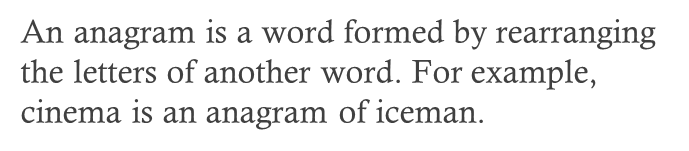 An anagram is a word formed by rearranging
the letters of another word. For example,
cinema is an anagram of iceman.